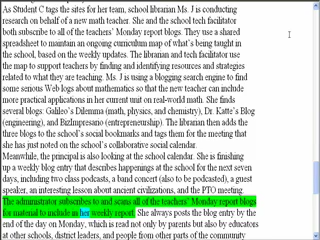 As Student C tags the sites for her team, school librarian Ms. J is conducting
research on behalf of a new math teacher. She and the school tech facilitator
both subscribe to all of the teachers' Monday report blogs. They use a shared
spreadsheet to maintain an ongoing curriculum map of what's being taught in
the school, based on the weekly updates. The librarian and tech facilitator use
the map to support teachers by finding and identifying resources and strategies
related to what they are teaching. Ms. J is using a blogging search engine to find
some serious Web logs about mathematics so that the new teacher can include
more practical applications in her current unit on real-world math. She finds
several blogs: Galileo's Dilemma (math, physics, and chemistry), Dr. Katte's Blog
(engineering), and BizImpresario (entrepreneurship). The librarian then adds the
three blogs to the school's social bookmarks and tags them for the meeting that
she has just noted on the school's collaborative social calendar.
Meanwhile, the principal is also looking at the school calendar. She is finishing
up a weekly blog entry that describes happenings at the school for the next seven
days, including two class podcasts, a band concert (also to be podcasted), a guest
speaker, an interesting lesson about ancient civilizations, and the PTO meeting.
The administrator subscribes to and scans all of the teachers' Monday report blogs
for material to include in her weekly report. She always posts the blog entry by the
end of the day on Monday, which is read not only by parents but also by educators
at other schools, district leaders, and people from other parts of the community